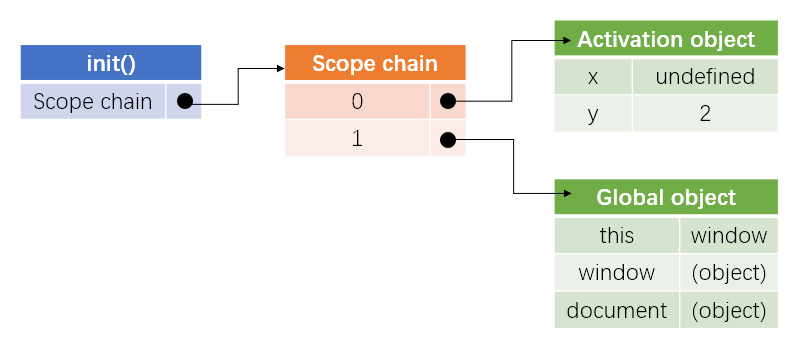 init()
Scope chain
Scope chain
0
1
Activation object
x undefined
y 2
Global object
this window
window (object)
document (object)